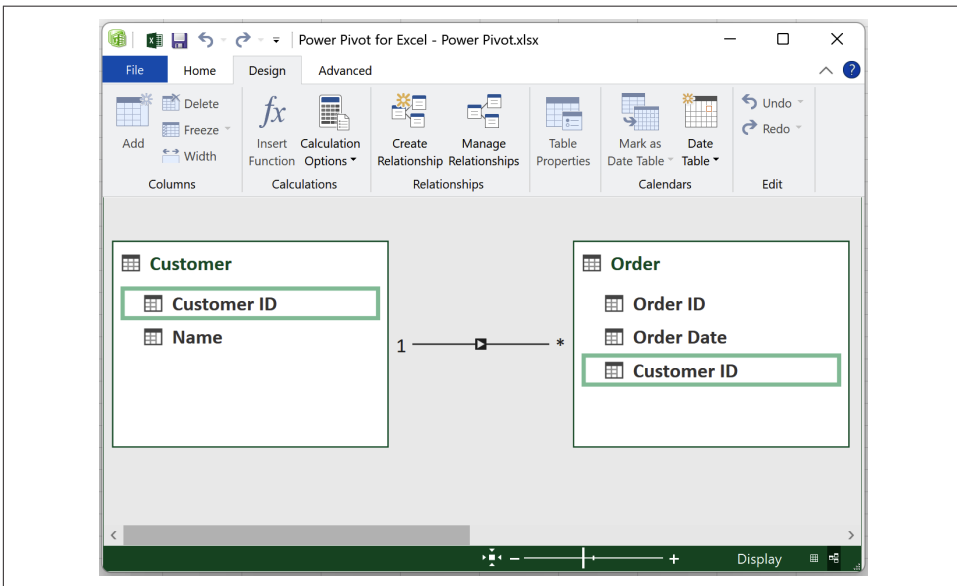 Power Pivot for Excel - Power Pivot.xlsx
File Home Design Advanced ?
Add
Delete
Freeze
Width
Columns
fx
Insert Function
Calculation Options
Calculations
Create Relationship
Manage Relationships
Relationships
Table Properties
Mark as Date Table
Date Table
Calendars
Undo
Redo
Edit
Customer
Customer ID
Name
1 *
Order
Order ID
Order Date
Customer ID
Display